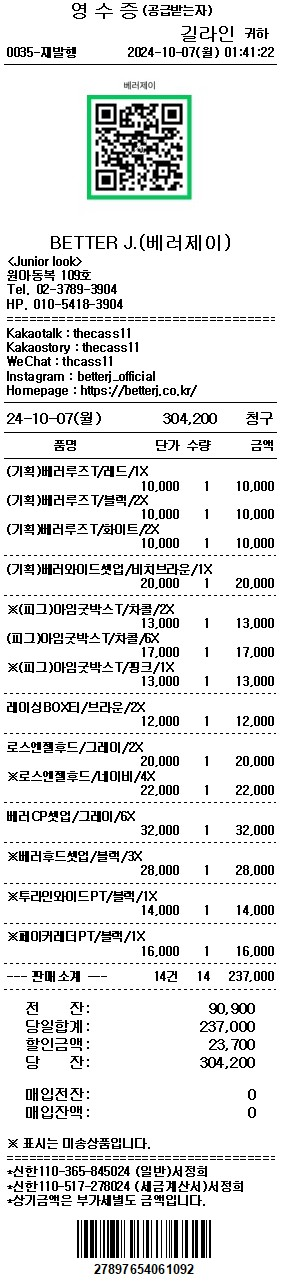 영 수 증 (공급받는자)
길라인 귀하
0035-재발행 2024-10-07(월) 01:41:22
베러제이
BETTER J.(베러제이)
<Junior look>
원아동복 109호
Tel. 02-3789-3904
HP. 010-5418-3904
Kakaotalk : thecass11
Kakaostory : thecass11
WeChat : thcass11
Instagram : betterj_official
Homepage : https://betterj.co.kr/
24-10-07(월) 304,200 청구
품명 단가 수량 금액
(기획)베러루즈T/레드/1X
10,000 1 10,000
(기획)베러루즈T/블랙/2X
10,000 1 10,000
(기획)베러루즈T/화이트/2X
10,000 1 10,000
(기획)베러와이드셋업/비치브라운/1X
20,000 1 20,000
※(피그)아임굿박스T/차콜/2X
13,000 1 13,000
(피그)아임굿박스T/차콜/6X
17,000 1 17,000
※(피그)아임굿박스T/핑크/1X
13,000 1 13,000
레이싱BOX티/브라운/2X
12,000 1 12,000
로스엔젤후드/그레이/2X
20,000 1 20,000
※로스엔젤후드/네이비/4X
22,000 1 22,000
베러CP셋업/그레이/6X
32,000 1 32,000
※베러후드셋업/블랙/3X
28,000 1 28,000
※투라인와이드PT/블랙/1X
14,000 1 14,000
※페이커레더PT/블랙/1X
16,000 1 16,000
--- 판매소계 --- 14건 14 237,000
전 잔: 90,900
당일합계: 237,000
할인금액: 23,700
당 잔: 304,200
매입전잔: 0
매입잔액: 0
※ 표시는 미송상품입니다.
*신한110-365-845024 (일반)서정희
*신한110-517-278024 (세금계산서)서정희
*상기금액은 부가세별도 금액입니다.
27897654061092